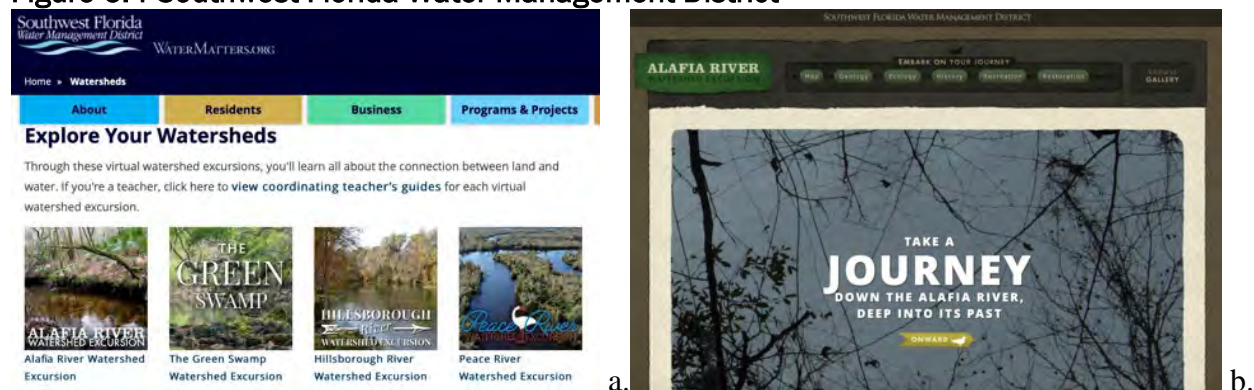 Figure 6.4 Southwest Florida Water Management District
Southwest Florida
Water Management District
WATERMATTERS.ORG
Home » Watersheds
About Residents Business Programs & Projects
Explore Your Watersheds
Through these virtual watershed excursions, you'll learn all about the connection between land and
water. If you're a teacher, click here to view coordinating teacher's guides for each virtual
watershed excursion.
ALAFIA RIVER
WATERSHED EXCURSION
THE
GREEN
SWAMP
HILLSBOROUGH
River
WATERSHED EXCURSION
Peace River
WATERSHED EXCURSION
Alafia River Watershed
Excursion
The Green Swamp
Watershed Excursion
Hillsborough River
Watershed Excursion
Peace River
Watershed Excursion
a.
SOUTHWEST FLORIDA WATER MANAGEMENT DISTRICT
ALAFIA RIVER
WATERSHED EXCURSION
EMBARK ON YOUR JOURNEY
Map Geology Ecology History Recreation Restoration
GALLERY
TAKE A
JOURNEY
DOWN THE ALAFIA RIVER,
DEEP INTO ITS PAST
ONWARD
b.